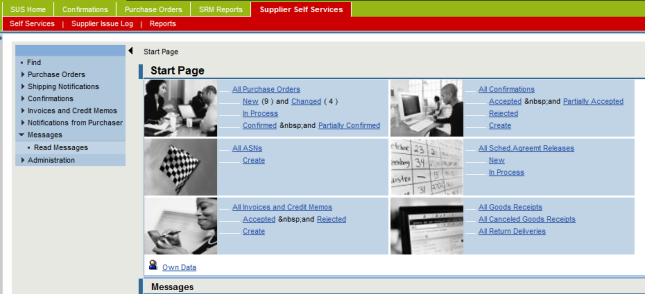 SUS Home Confirmations Purchase Orders SRM Reports Supplier Self Services
Self Services | Supplier Issue Log | Reports
Start Page
Find
Purchase Orders
Shipping Notifications
Confirmations
Invoices and Credit Memos
Notifications from Purchaser
Messages
Read Messages
Administration
Start Page
All Purchase Orders
New (9 ) and Changed ( 4 )
In Process
Confirmed &nbsp;and Partially Confirmed
All Confirmations
Accepted &nbsp;and Partially Accepted
Rejected
Create
All ASNs
Create
All Sched.Agreemt Releases
New
In Process
All Invoices and Credit Memos
Accepted &nbsp;and Rejected
Create
All Goods Receipts
All Canceled Goods Receipts
All Return Deliveries
Own Data
Messages